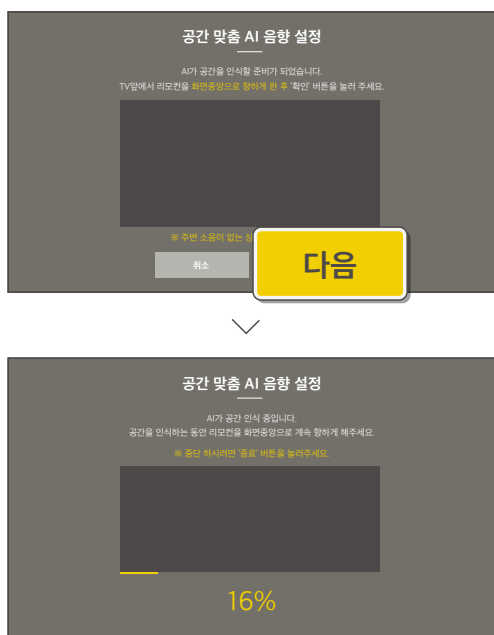 공간 맞춤 AI 음향 설정
AI가 공간을 인식할 준비가 되었습니다.
TV앞에서 리모컨을 화면중앙으로 향하게 한 후 '확인' 버튼을 눌러 주세요.
※ 주변 소음이 없는
취소
다음
공간 맞춤 AI 음향 설정
AI가 공간 인식 중입니다.
공간을 인식하는 동안 리모컨을 화면중앙으로 계속 향하게 해주세요.
※ 중단 하시려면 '종료' 버튼을 눌러주세요.
16%